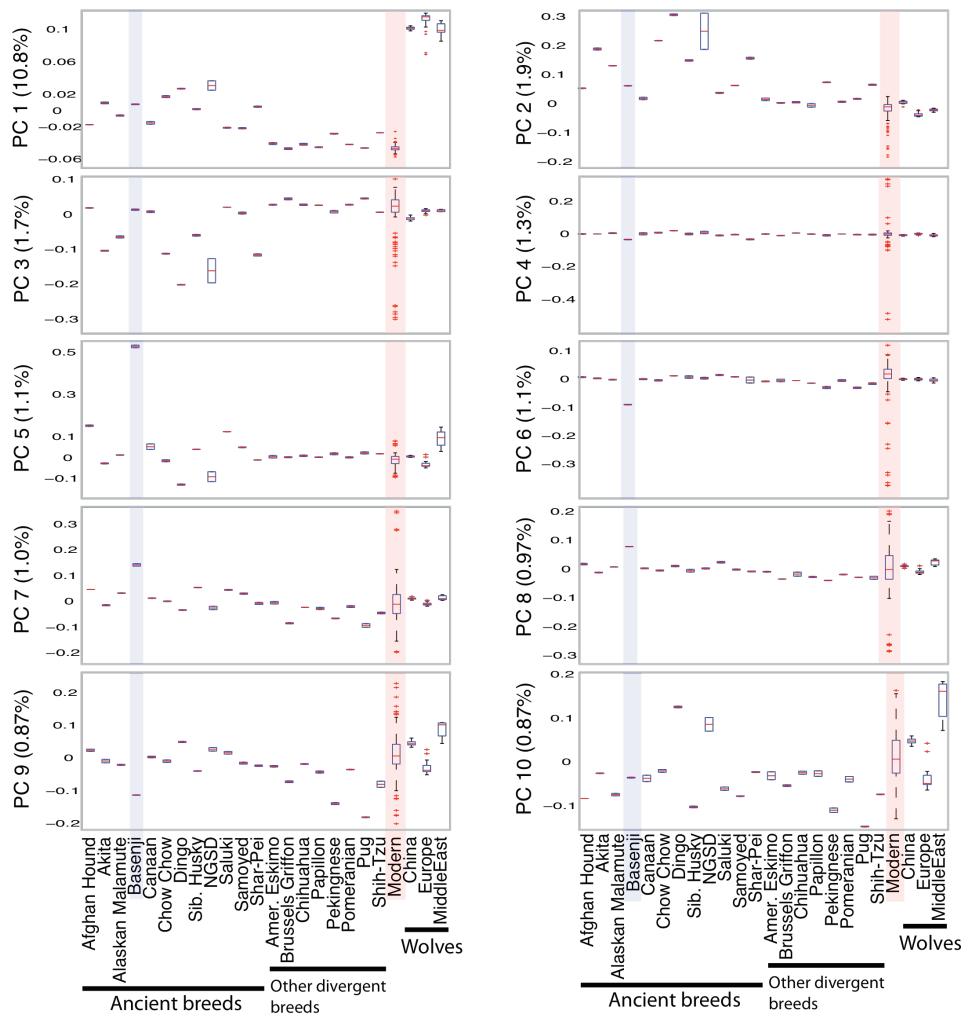 PC 1 (10.8%)
0.1
0.06
0.02
0
−0.02
−0.06
PC 2 (1.9%)
0.3
0.2
0.1
0
−0.1
−0.2
PC 3 (1.7%)
0.1
0
−0.1
−0.2
−0.3
PC 4 (1.3%)
0.2
0
−0.2
−0.4
PC 5 (1.1%)
0.5
0.1
0
−0.1
PC 6 (1.1%)
0.1
0
−0.1
−0.2
−0.3
PC 7 (1.0%)
0.3
0.2
0.1
0
−0.1
−0.2
PC 8 (0.97%)
0.2
0.1
0
−0.1
−0.2
−0.3
PC 9 (0.87%)
0.2
0.1
0
−0.1
−0.2
PC 10 (0.87%)
0.2
0.1
0
−0.1
Afghan Hound
Akita
Alaskan Malamute
Basenji
Canaan
Chow Chow
Dingo
Sib. Husky
NGSD
Saluki
Samoyed
Shar-Pei
Amer. Eskimo
Brussels Griffon
Chihuahua
Papillon
Pekingnese
Pomeranian
Pug
Shih-Tzu
Modern
China
Europe
MiddleEast
Wolves
Ancient breeds
Other divergent
breeds
Afghan Hound
Akita
Alaskan Malamute
Basenji
Canaan
Chow Chow
Dingo
Sib. Husky
NGSD
Saluki
Samoyed
Shar-Pei
Amer. Eskimo
Brussels Griffon
Chihuahua
Papillon
Pekingnese
Pomeranian
Pug
Shih-Tzu
Modern
China
Europe
MiddleEast
Wolves
Ancient breeds
Other divergent
breeds